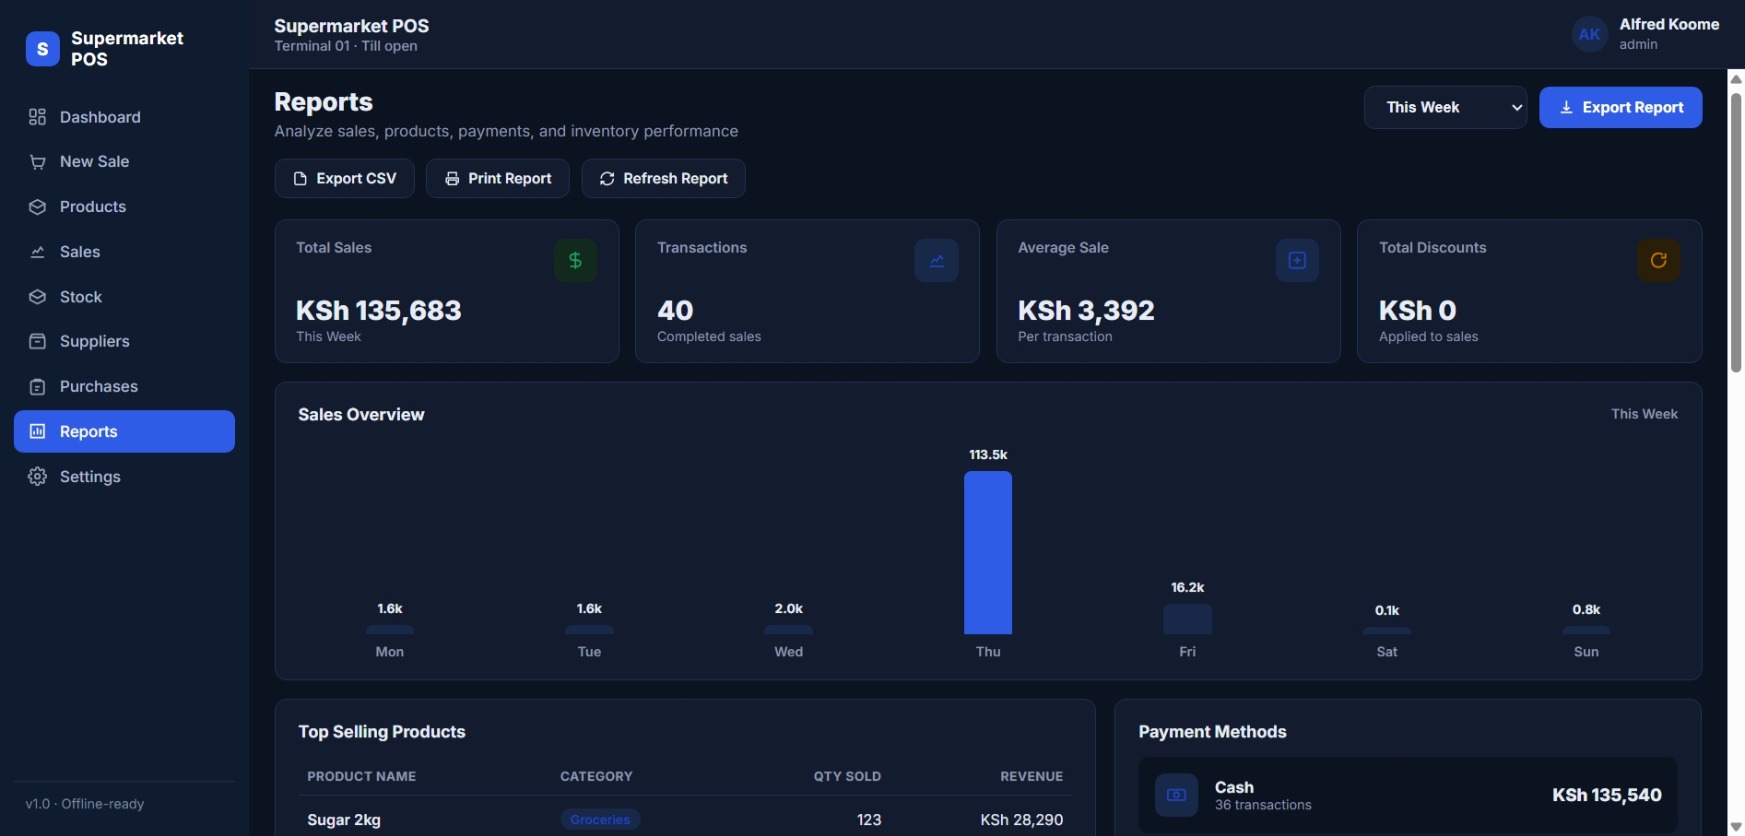 S
Supermarket
POS
Dashboard
New Sale
Products
Sales
Stock
Suppliers
Purchases
Reports
Settings
v1.0 · Offline-ready
Supermarket POS
Terminal 01 · Till open
AK
Alfred Koome
admin
Reports
Analyze sales, products, payments, and inventory performance
This Week
Export Report
Export CSV
Print Report
Refresh Report
Total Sales
$
KSh 135,683
This Week
Transactions
40
Completed sales
Average Sale
KSh 3,392
Per transaction
Total Discounts
KSh 0
Applied to sales
Sales Overview
This Week
113.5k
16.2k
1.6k 1.6k 2.0k 0.1k 0.8k
Mon Tue Wed Thu Fri Sat Sun
Top Selling Products
PRODUCT NAME CATEGORY QTY SOLD REVENUE
Sugar 2kg Groceries 123 KSh 28,290
Payment Methods
Cash
36 transactions
KSh 135,540